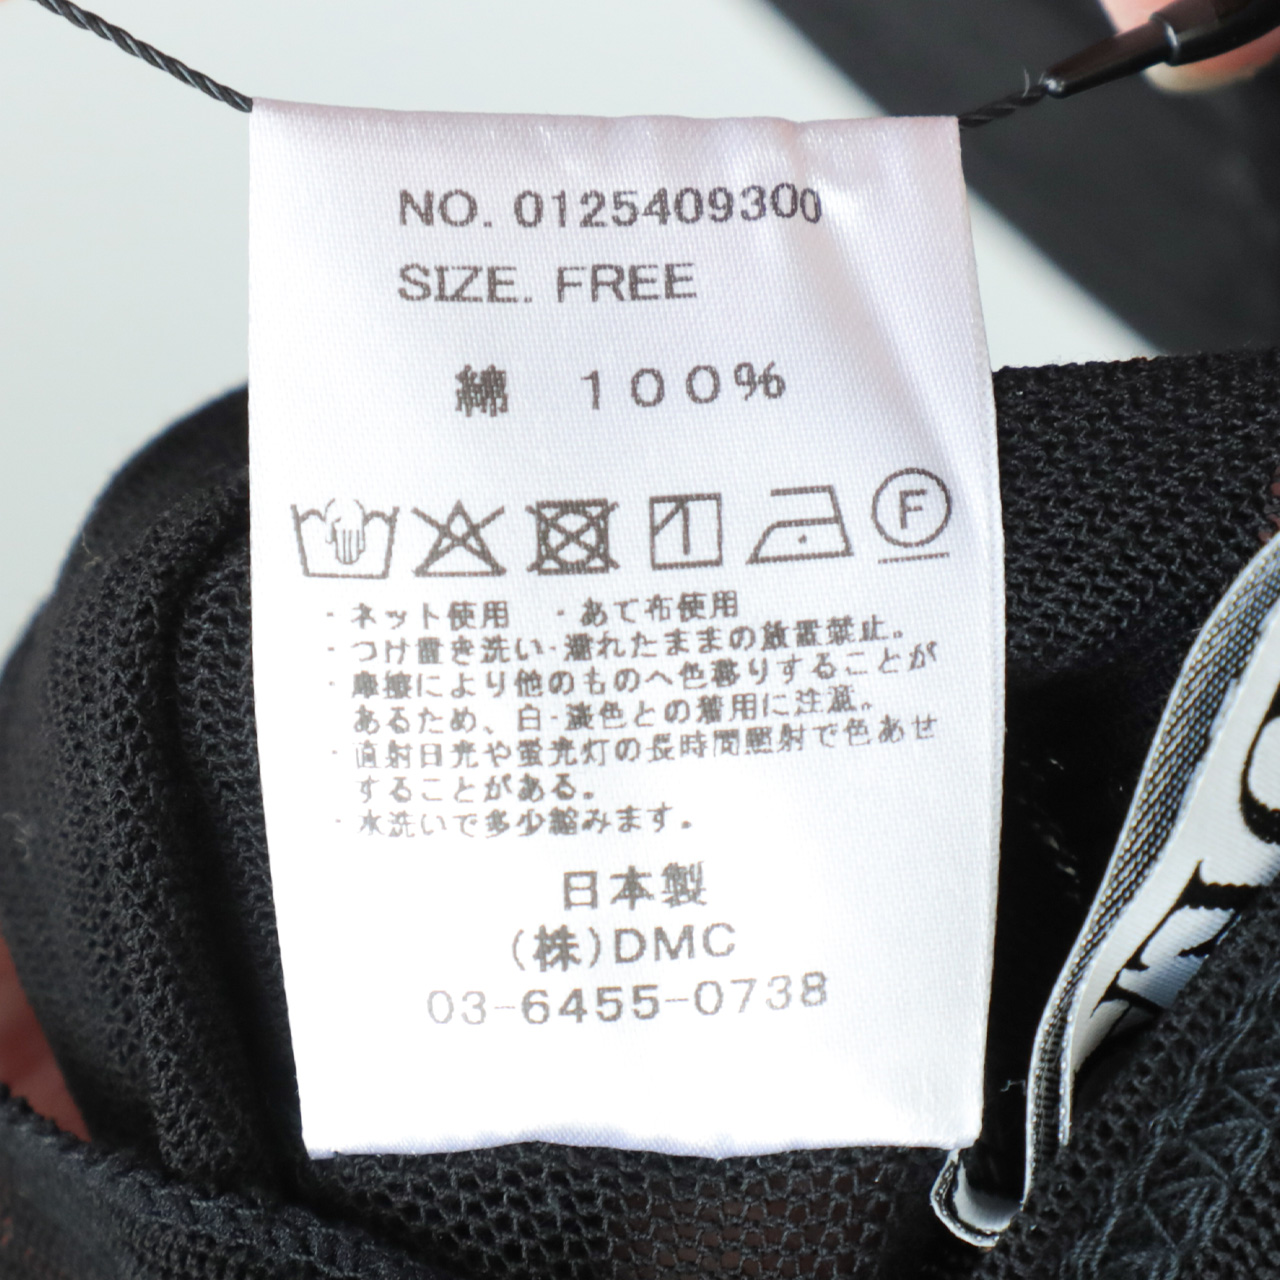 NO. 0125409300
SIZE. FREE
綿 100%
F
・ネット使用 ・あて布使用
・つけ置き洗い・濡れたままの放置禁止。
・摩擦により他のものへ色移りすることが
あるため、白・淡色との着用に注意。
・直射日光や蛍光灯の長時間照射で色あせ
することがある。
・水洗いで多少縮みます。
日本製
(株)DMC
03-6455-0738